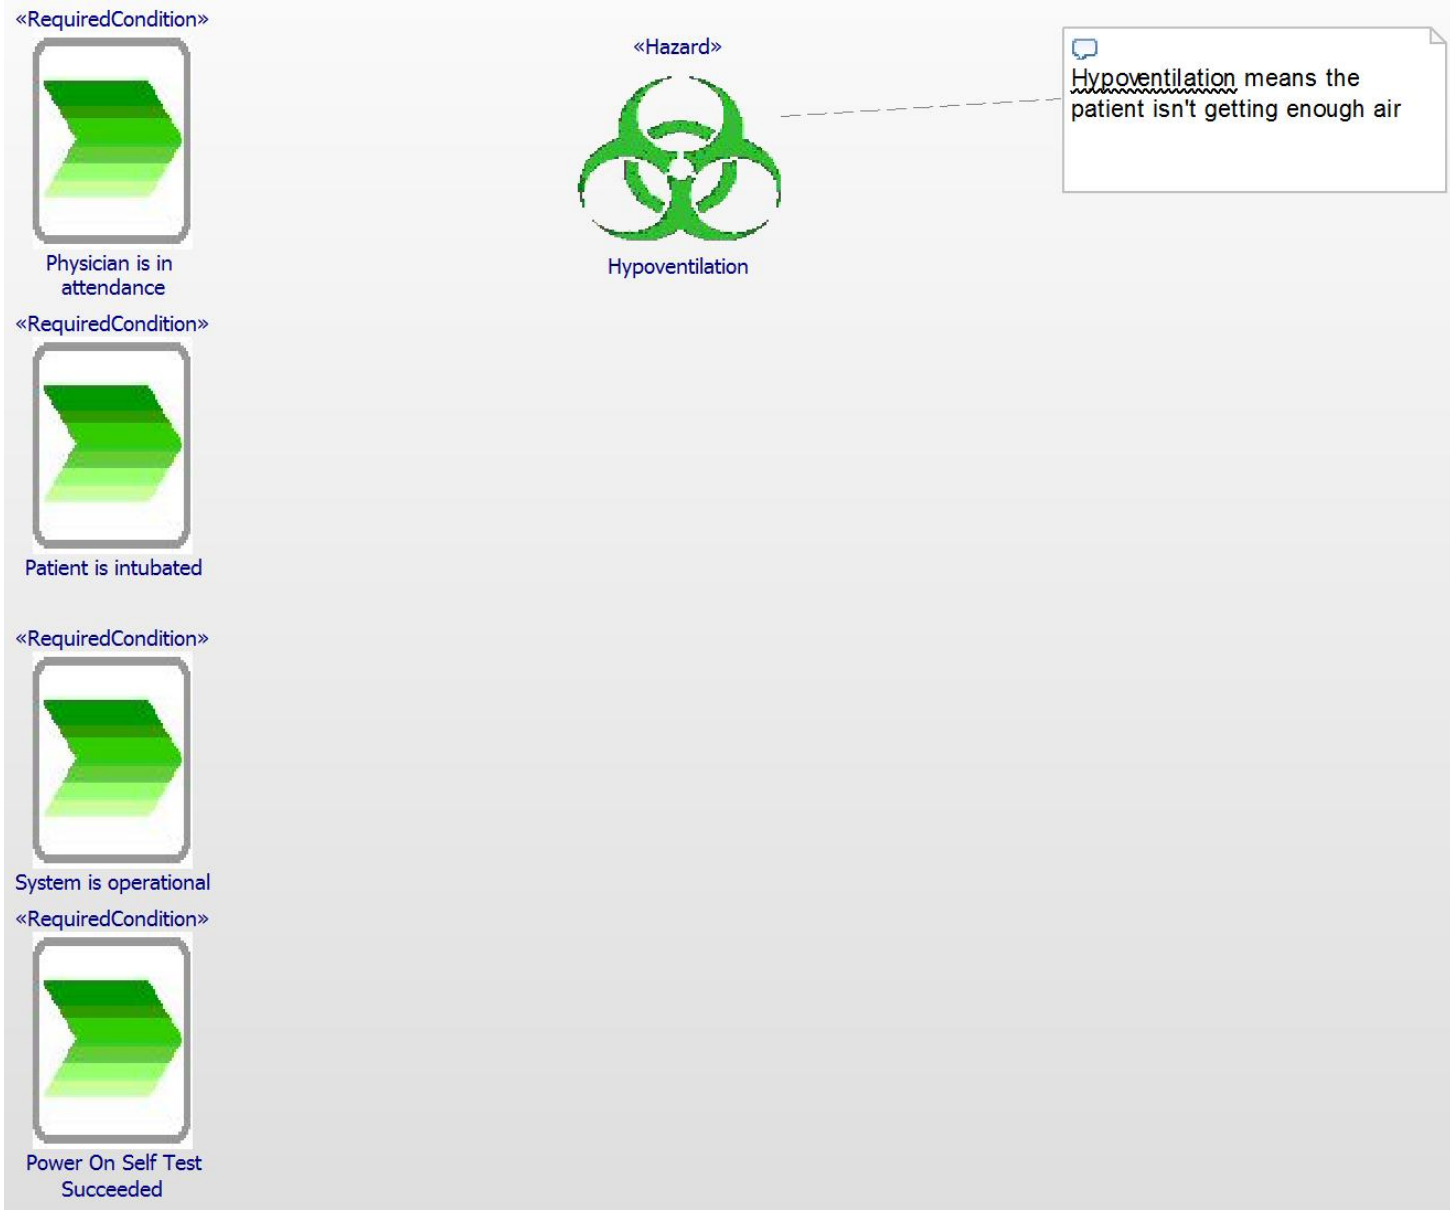 «RequiredCondition»
Physician is in
attendance
«Hazard»
Hypoventilation
Hypoventilation means the
patient isn't getting enough air
«RequiredCondition»
Patient is intubated
«RequiredCondition»
System is operational
«RequiredCondition»
Power On Self Test
Succeeded